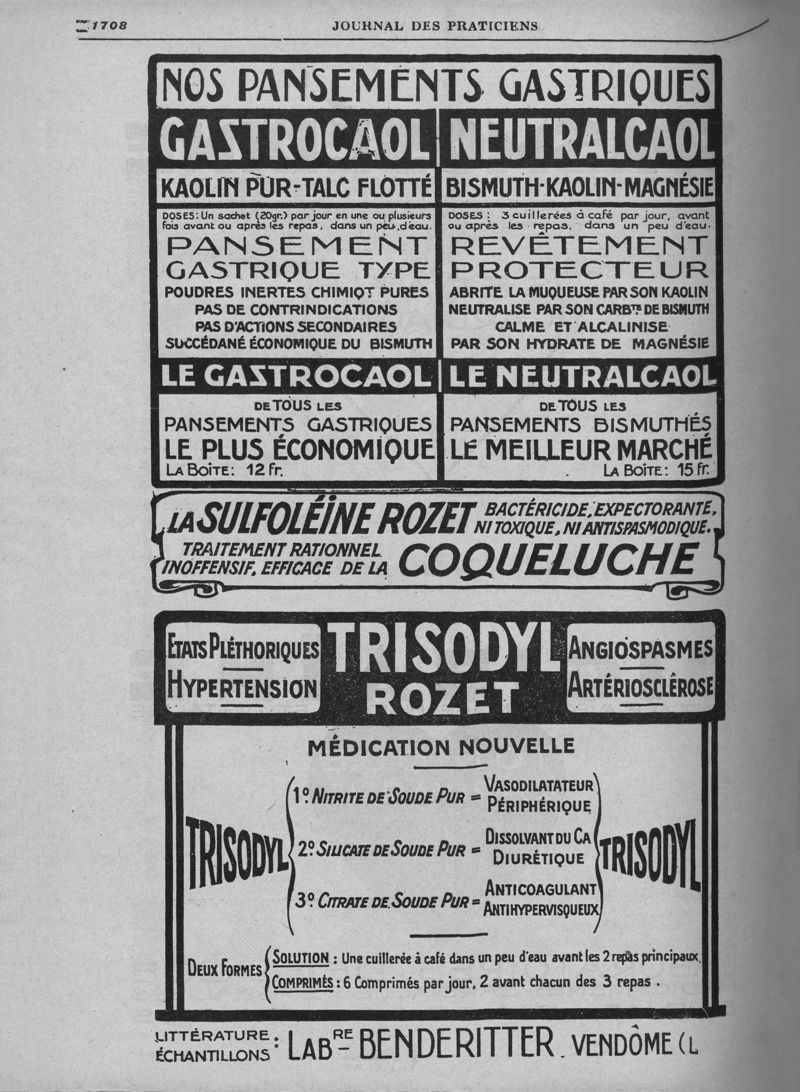 1708 JOURNAL DES PRATICIENS
NOS PANSEMENTS GASTRIQUES
GASTROCAOL
KAOLIN PUR-TALC FLOTTÉ
DOSES: Un sachet (20gr.) par jour en une ou plusieurs
fois avant ou après les repas, dans un peu d'eau.
PANSEMENT
GASTRIQUE TYPE
POUDRES INERTES CHIMIQT PURES
PAS DE CONTRINDICATIONS
PAS D'ACTIONS SECONDAIRES
SUCCÉDANÉ ÉCONOMIQUE DU BISMUTH
LE GASTROCAOL
DE TOUS LES
PANSEMENTS GASTRIQUES
LE PLUS ÉCONOMIQUE
LA BOÎTE: 12 fr.
NEUTRALCAOL
BISMUTH-KAOLIN-MAGNÉSIE
DOSES: 3 cuillerées à café par jour, avant
ou après les repas, dans un peu d'eau.
REVÊTEMENT
PROTECTEUR
ABRITE LA MUQUEUSE PAR SON KAOLIN
NEUTRALISE PAR SON CARBTE DE BISMUTH
CALME ET ALCALINISE
PAR SON HYDRATE DE MAGNÉSIE
LE NEUTRALCAOL
DE TOUS LES
PANSEMENTS BISMUTHÉS
LE MEILLEUR MARCHÉ
LA BOÎTE: 15 fr.
LA SULFOLÉÏNE ROZET BACTÉRICIDE, EXPECTORANTE,
NI TOXIQUE, NI ANTISPASMODIQUE.
TRAITEMENT RATIONNEL
INOFFENSIF, EFFICACE DE LA COQUELUCHE
ETATS PLÉTHORIQUES
HYPERTENSION
TRISODYL
ROZET
ANGIOSPASMES
ARTÉRIOSCLÉROSE
MÉDICATION NOUVELLE
TRISODYL
1º NITRITE DE SOUDE PUR = VASODILATATEUR
PÉRIPHÉRIQUE
2º SILICATE DE SOUDE PUR = DISSOLVANT DU CA
DIURÉTIQUE
3º CITRATE DE SOUDE PUR = ANTICOAGULANT
ANTIHYPERVISQUEUX
TRISODYL
DEUX FORMES
SOLUTION : Une cuillerée à café dans un peu d'eau avant les 2 repas principaux.
COMPRIMÉS : 6 Comprimés par jour, 2 avant chacun des 3 repas.
LITTÉRATURE
ÉCHANTILLONS : LABRE BENDERITTER. VENDÔME (L